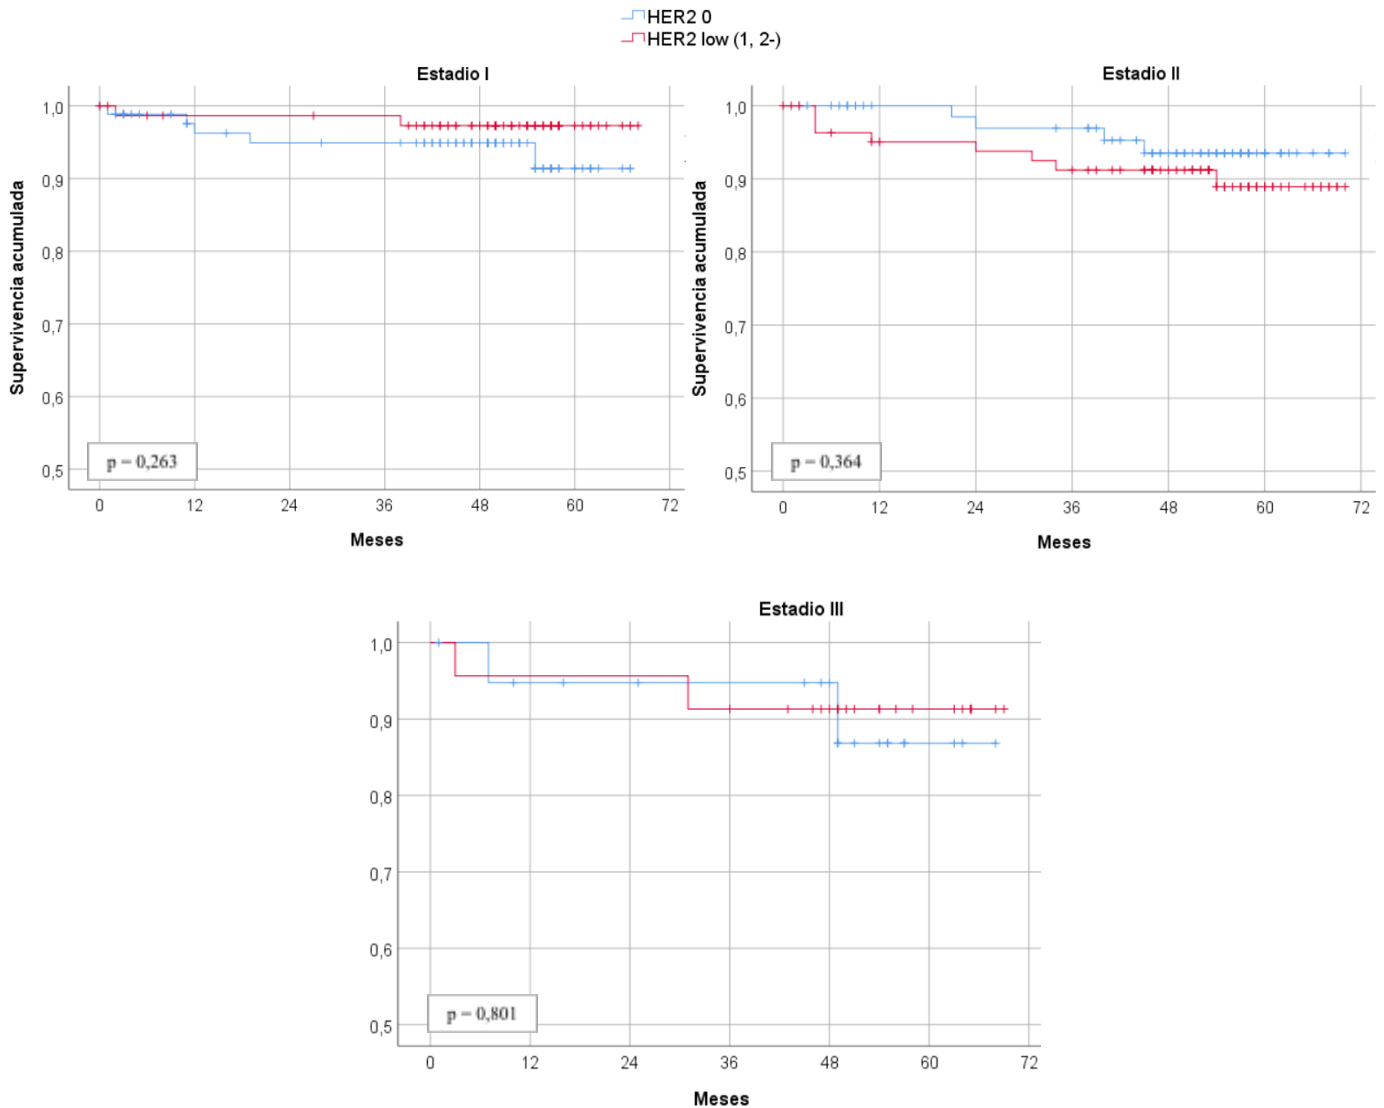 HER2 0
HER2 low (1, 2-)
Estadio I
Supervivencia acumulada
1,0
0,9
0,8
0,7
0,6
0,5
p = 0,263
0 12 24 36 48 60 72
Meses
Estadio II
Supervivencia acumulada
1,0
0,9
0,8
0,7
0,6
0,5
p = 0,364
0 12 24 36 48 60 72
Meses
Estadio III
1,0
0,9
0,8
0,7
0,6
0,5
p = 0,801
0 12 24 36 48 60 72
Meses